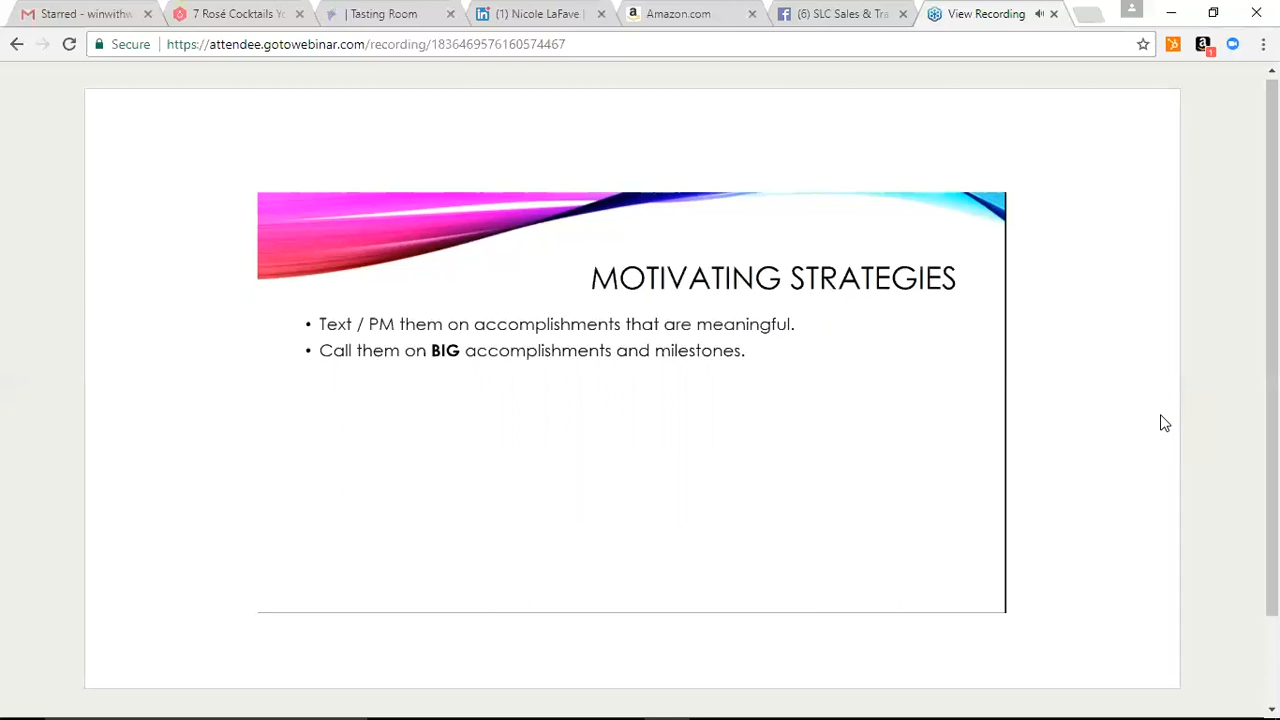 Starred - winwith
7 Rosé Cocktails Yo
| Tasting Room
(1) Nicole LaFave |
Amazon.com
(6) SLC Sales & Tra
View Recording
Secure | https://attendee.gotowebinar.com/recording/1836469576160574467
1
MOTIVATING STRATEGIES
• Text / PM them on accomplishments that are meaningful.
• Call them on BIG accomplishments and milestones.